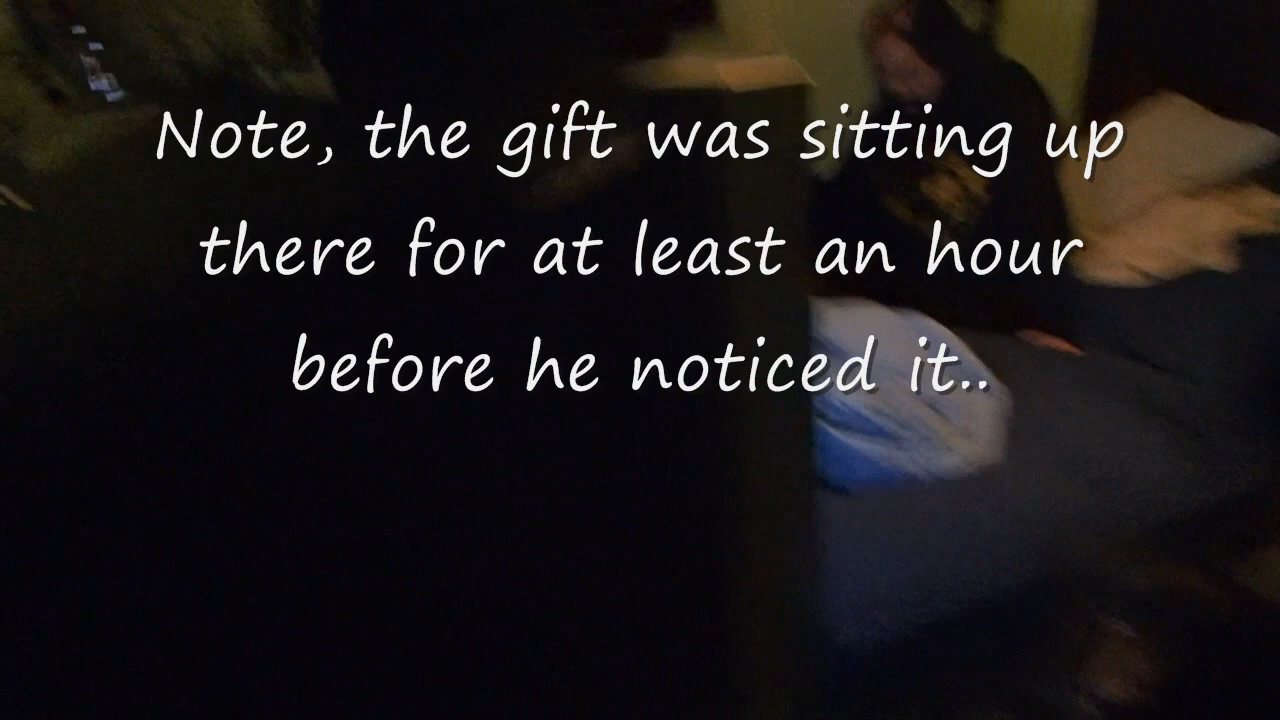 Note, the gift was sitting up
there for at least an hour
before he noticed it..